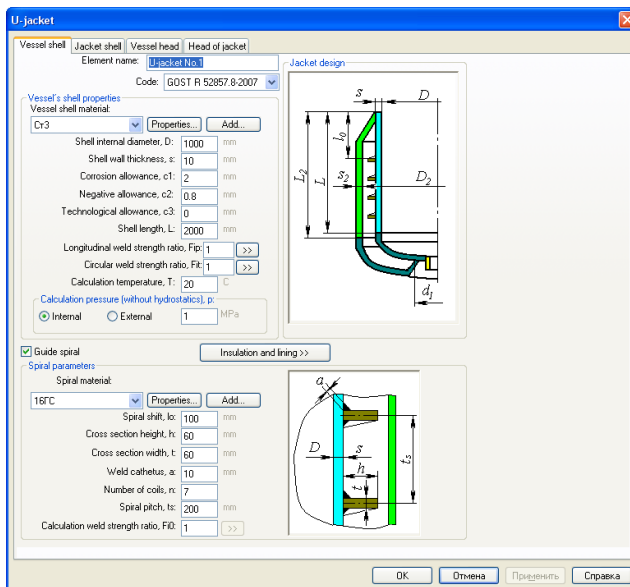 U-jacket
Vessel shell Jacket shell Vessel head Head of jacket
Element name: U-jacket No.1
Code: GOST R 52857.8-2007
Vessel's shell properties
Vessel shell material:
Ст3 Properties... Add...
Shell internal diameter, D: 1000 mm
Shell wall thickness, s: 10 mm
Corrosion allowance, c1: 2 mm
Negative allowance, c2: 0.8 mm
Technological allowance, c3: 0 mm
Shell length, L: 2000 mm
Longitudinal weld strength ratio, Fip: 1 >>
Circular weld strength ratio, Fit: 1 >>
Calculation temperature, T: 20 C
Calculation pressure (without hydrostatics), p:
Internal External 1 MPa
Jacket design
s D
l0
L2 L
s2 D2
d1
Guide spiral Insulation and lining >>
Spiral parameters
Spiral material:
16ГС Properties... Add...
Spiral shift, lo: 100 mm
Cross section height, h: 60 mm
Cross section width, t: 60 mm
Weld cathetus, a: 10 mm
Number of coils, n: 7
Spiral pitch, ts: 200 mm
Calculation weld strength ratio, Fi0: 1 >>
a
D s
h ts
t
OK Отмена Применить Справка